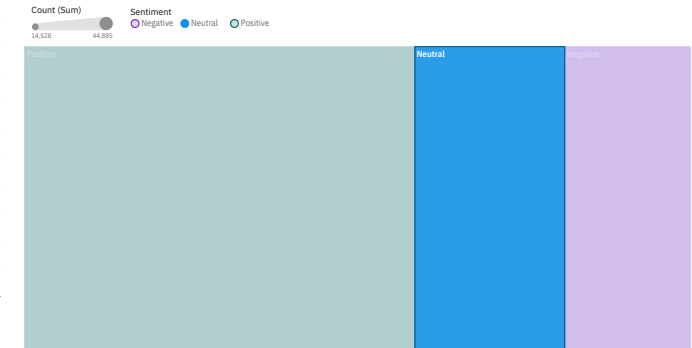 Count (Sum)
14,528 44,885
Sentiment
Negative Neutral Positive
Positive
Neutral
Negative